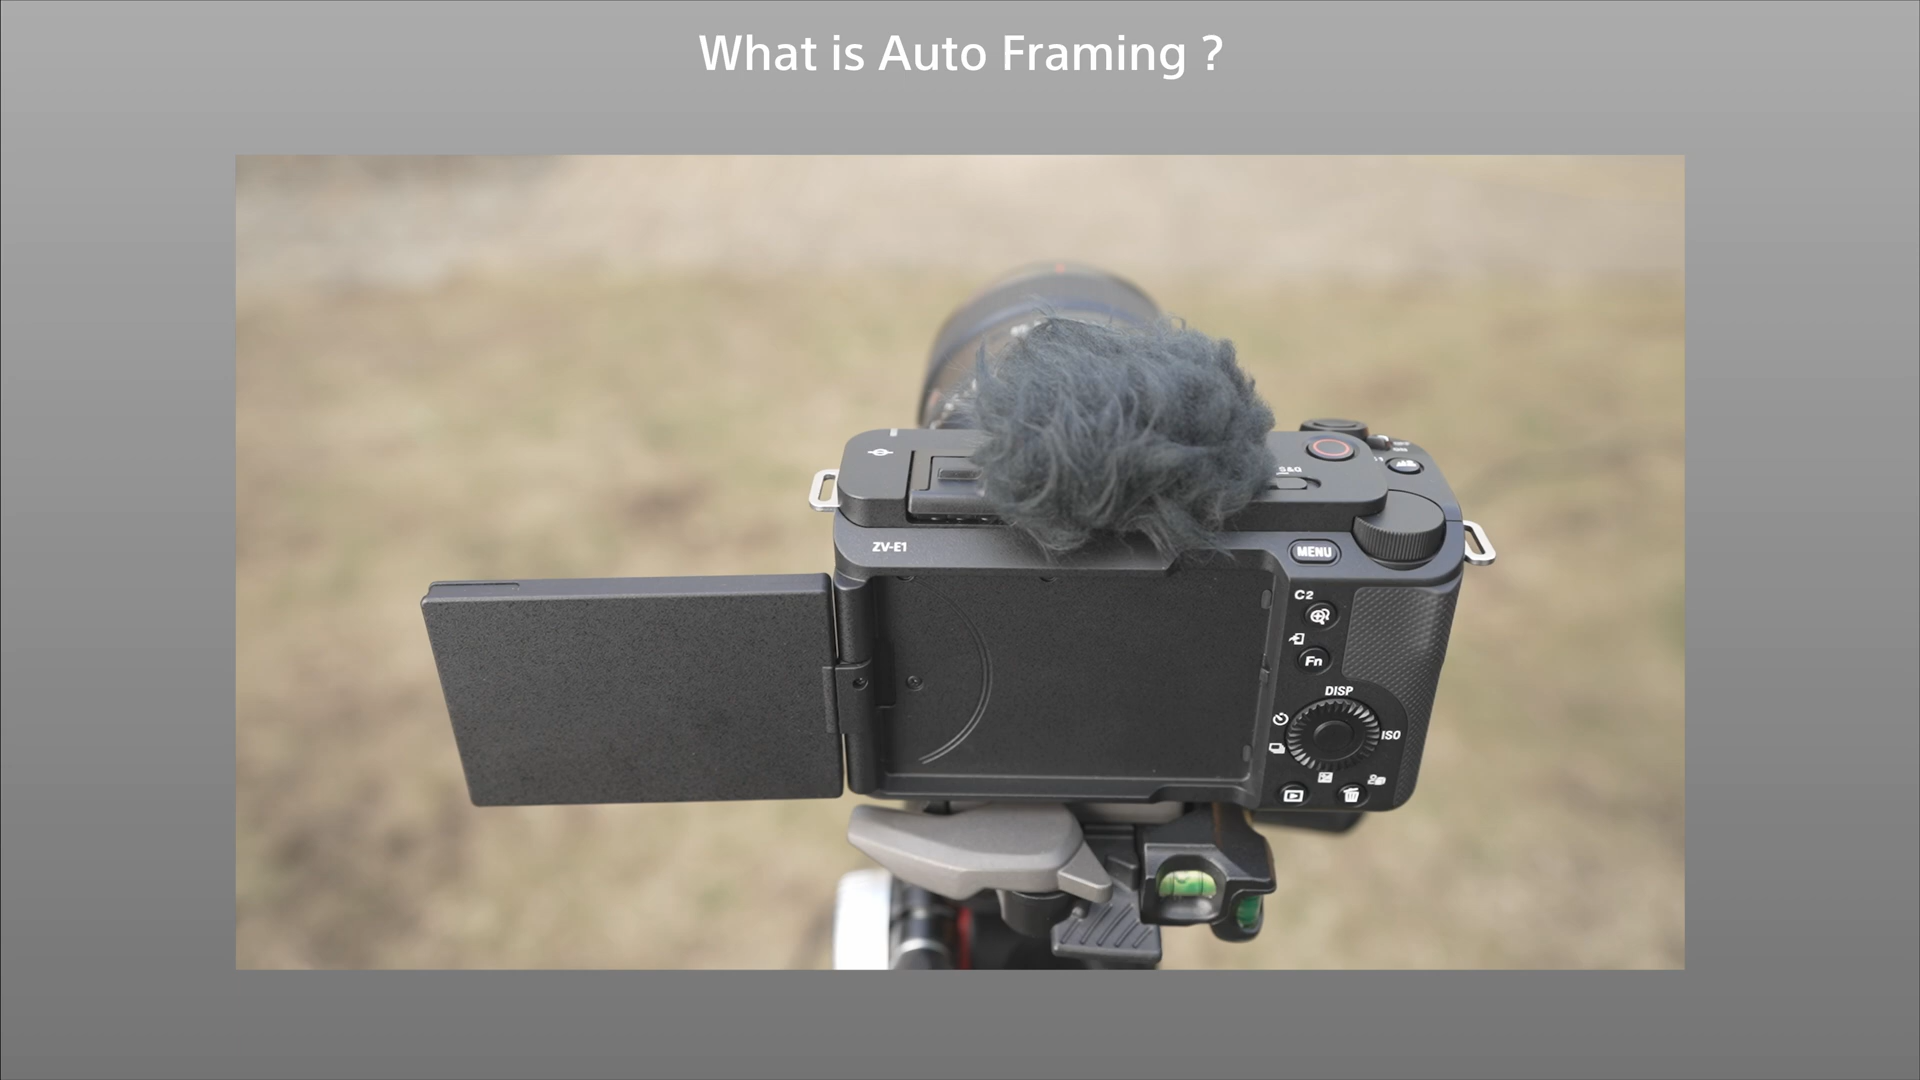 What is Auto Framing ?
S&Q
ZV-E1
MENU
C2
Fn
DISP
ISO